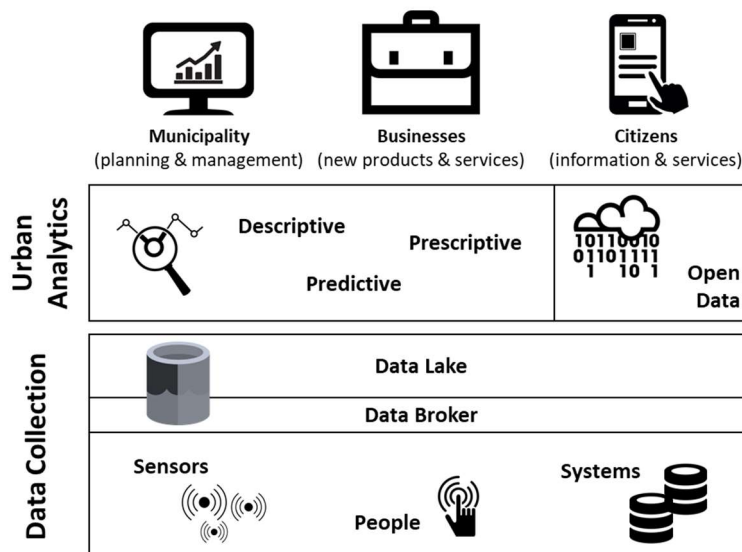 Municipality
(planning & management)
Businesses
(new products & services)
Citizens
(information & services)
Urban
Analytics
Descriptive
Prescriptive
Predictive
10110010
01101111
1 10 1
Open
Data
Data Collection
Data Lake
Data Broker
Sensors
People
Systems